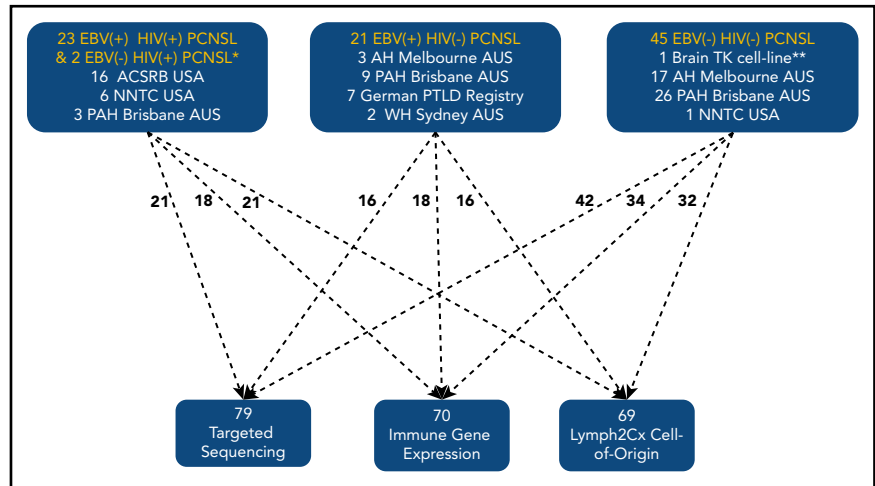 23 EBV(+) HIV(+) PCNSL
& 2 EBV(-) HIV(+) PCNSL*
16 ACSRB USA
6 NNTC USA
3 PAH Brisbane AUS
21 EBV(+) HIV(-) PCNSL
3 AH Melbourne AUS
9 PAH Brisbane AUS
7 German PTLD Registry
2 WH Sydney AUS
45 EBV(-) HIV(-) PCNSL
1 Brain TK cell-line**
17 AH Melbourne AUS
26 PAH Brisbane AUS
1 NNTC USA
21
18
21
16
18
16
42
34
32
79
Targeted
Sequencing
70
Immune Gene
Expression
69
Lymph2Cx Cell-
of-Origin